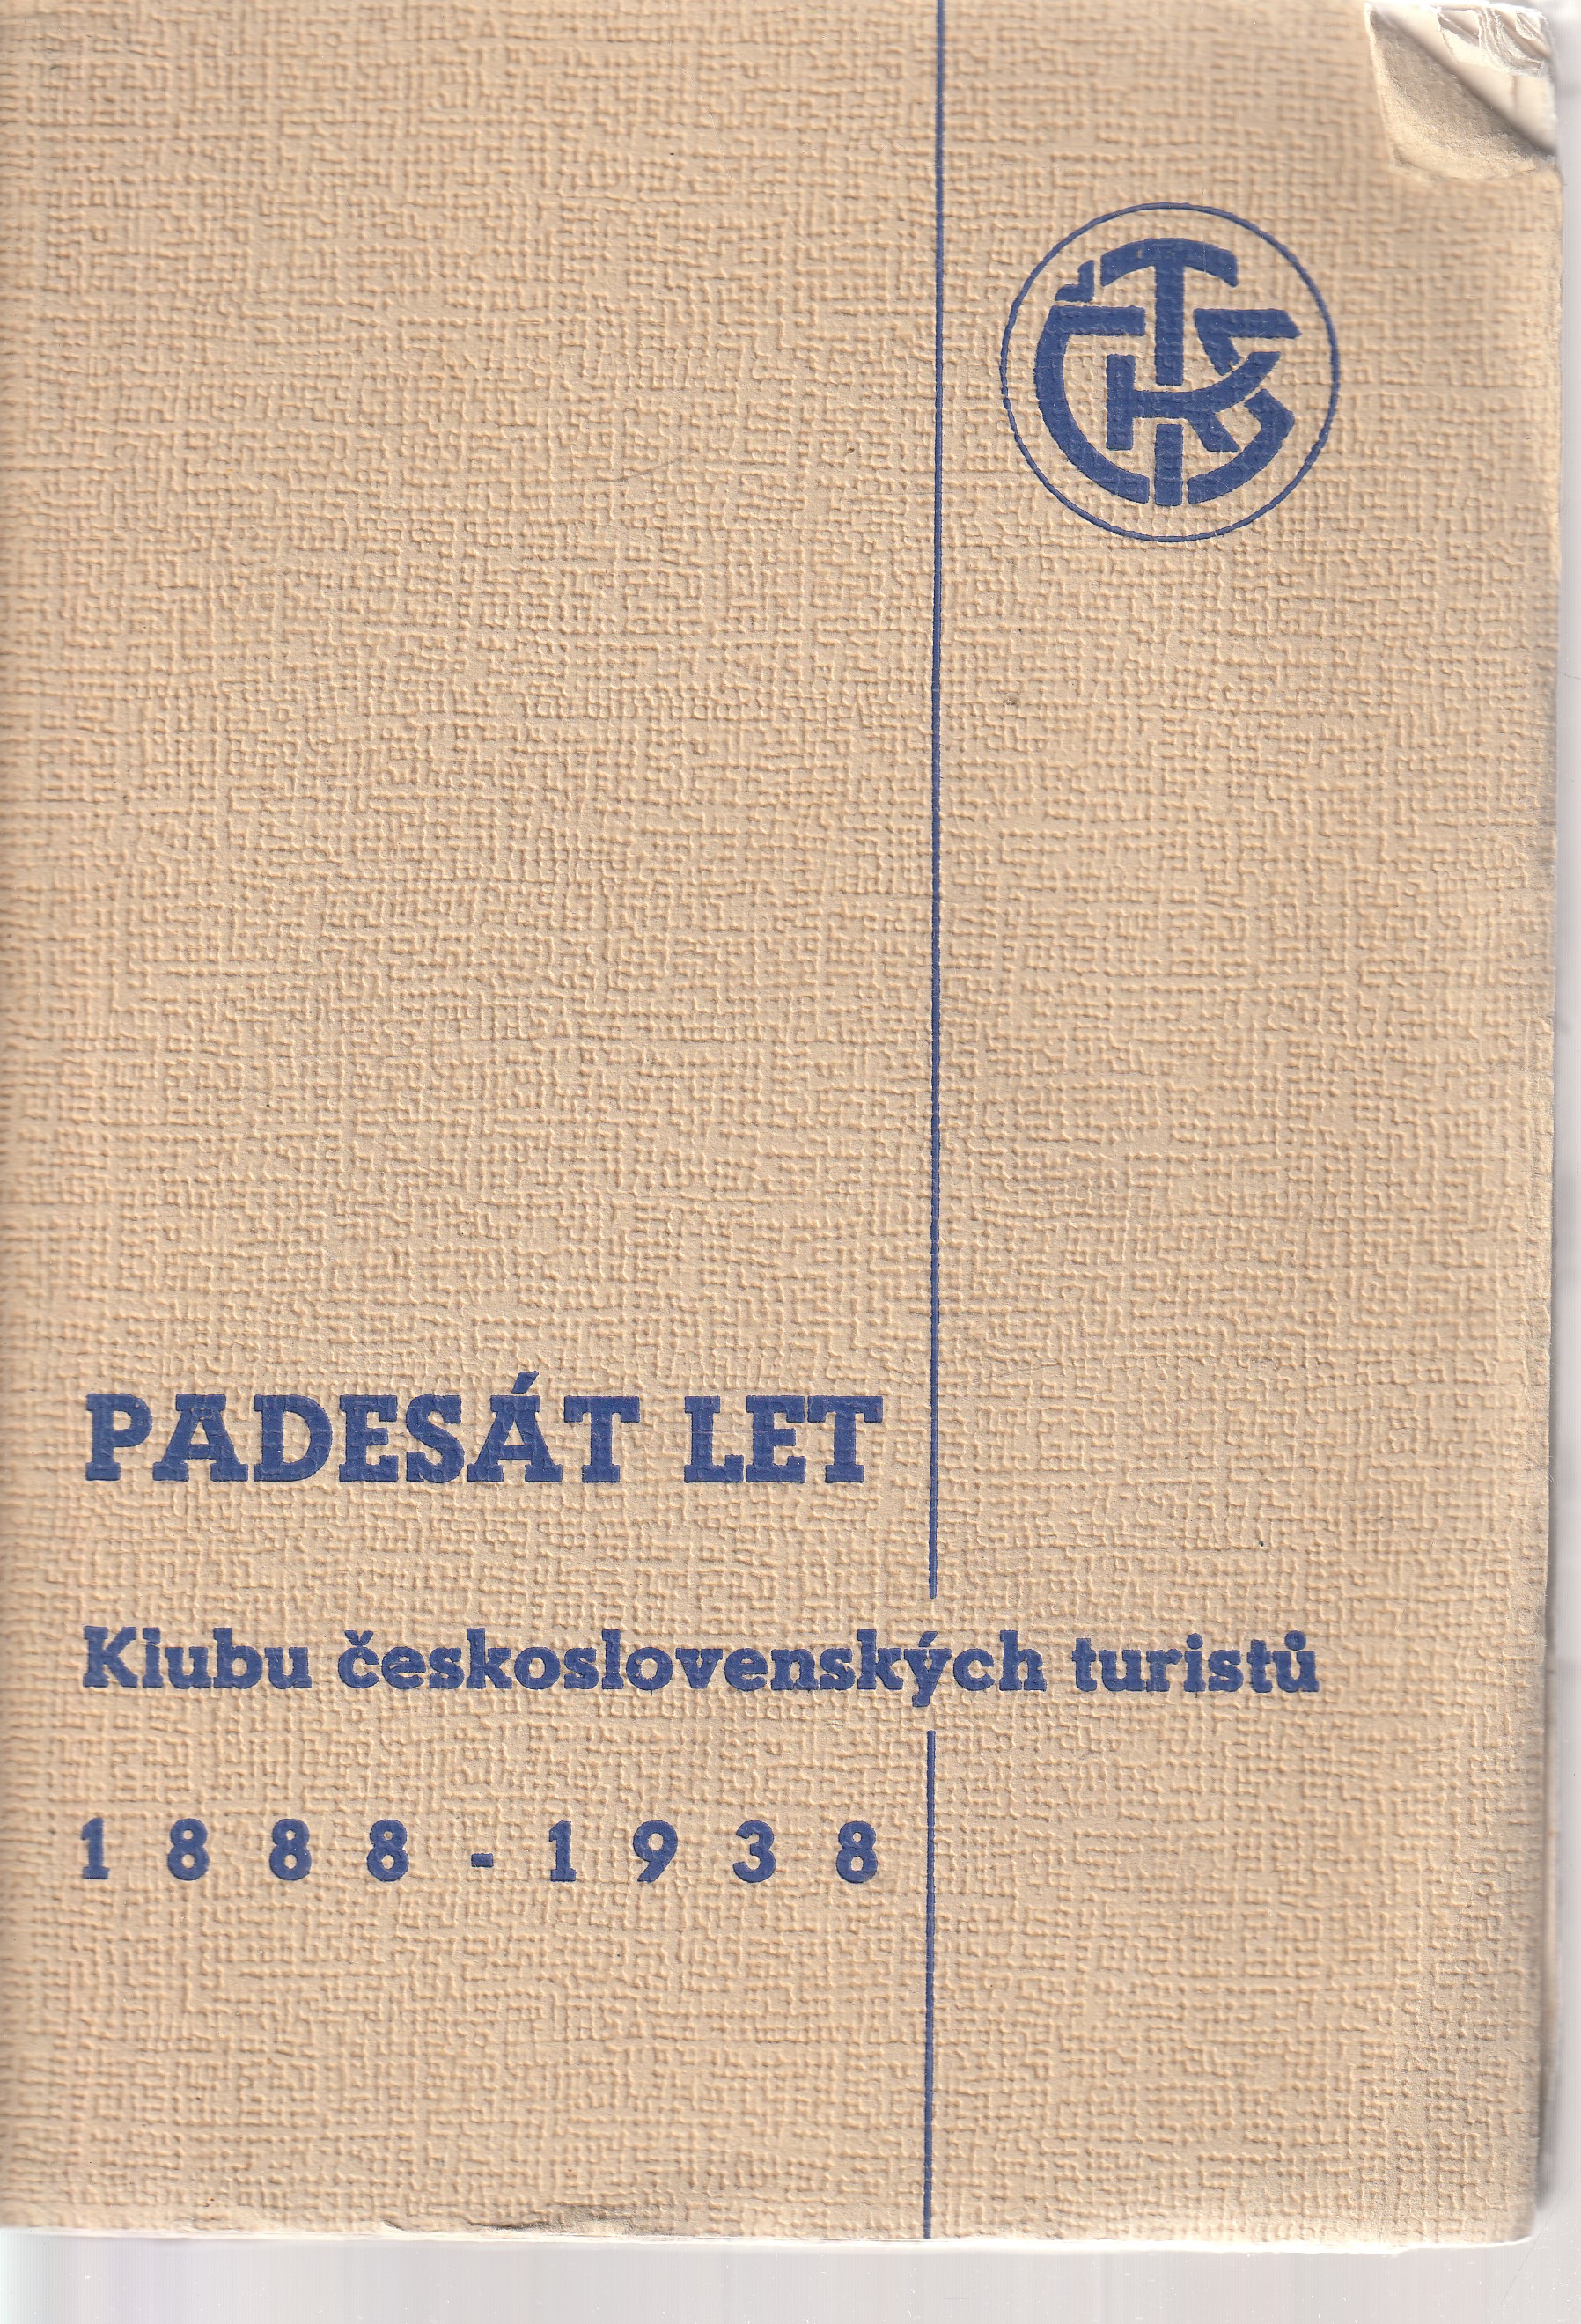 PADESÁT LET
Klubu československých turistů
1888-1938